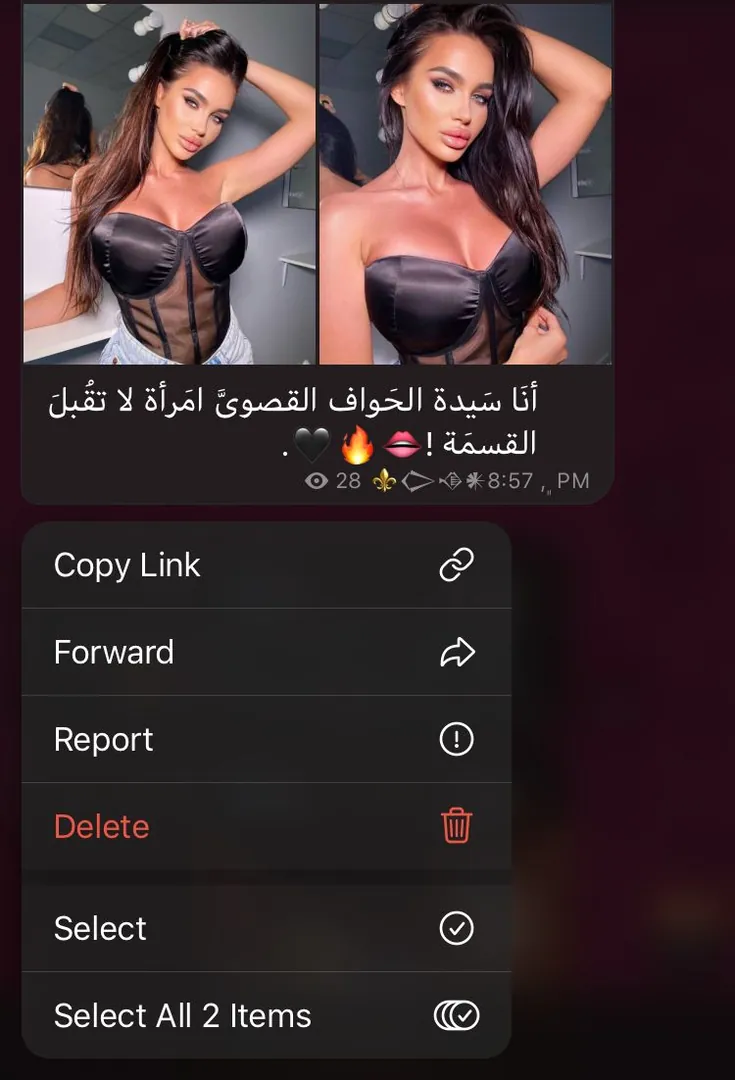 أنَا سَيدة الحَواف القصوىَّ امَرأة لا تقُبلَ
القسمَة !👄🔥🖤.
28 ⚜️ 8:57 PM
Copy Link
Forward
Report
Delete
Select
Select All 2 Items